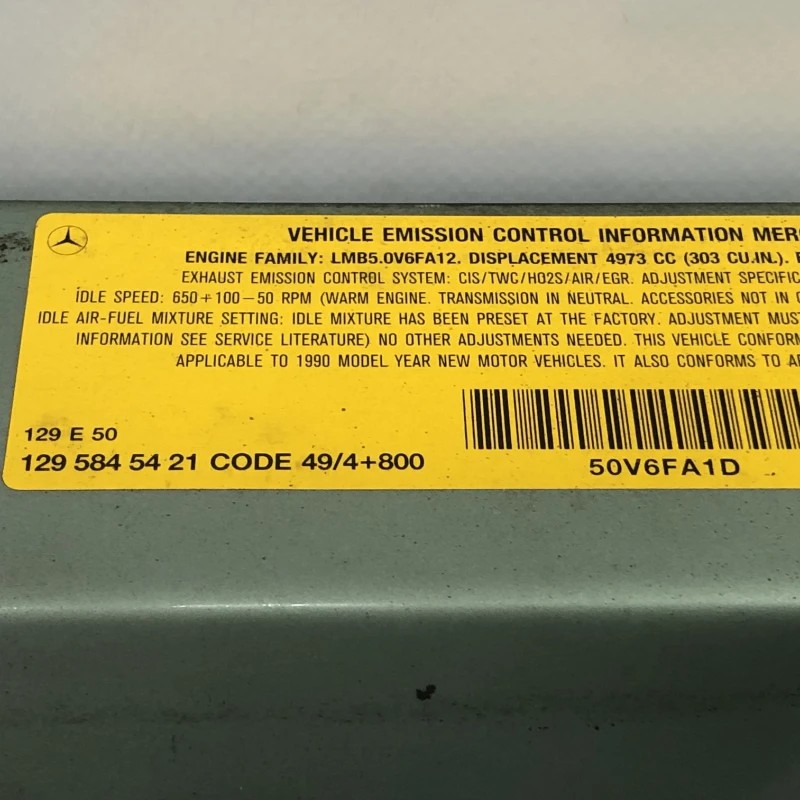 VEHICLE EMISSION CONTROL INFORMATION
ENGINE FAMILY: LMB5.0V6FA12. DISPLACEMENT 4973 CC (303 CU.IN.).
EXHAUST EMISSION CONTROL SYSTEM: CIS/TWC/HO2S/AIR/EGR. ADJUSTMENT
IDLE SPEED: 650+100-50 RPM (WARM ENGINE. TRANSMISSION IN NEUTRAL. ACCESSORIES NOT IN
IDLE AIR-FUEL MIXTURE SETTING: IDLE MIXTURE HAS BEEN PRESET AT THE FACTORY. ADJUSTMENT MUST
INFORMATION SEE SERVICE LITERATURE) NO OTHER ADJUSTMENTS NEEDED. THIS VEHICLE
APPLICABLE TO 1990 MODEL YEAR NEW MOTOR VEHICLES. IT ALSO CONFORMS TO
129 E 50
129 584 54 21 CODE 49/4+800
50V6FA1D